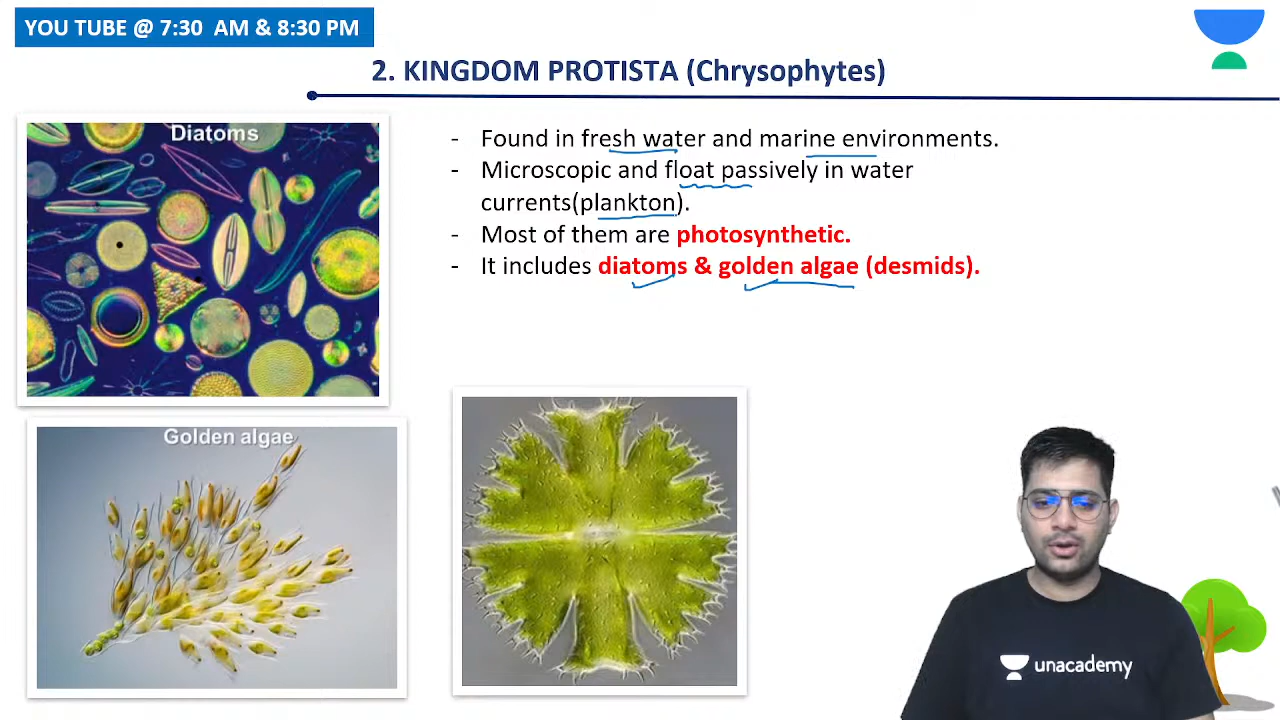 YOU TUBE @ 7:30 AM & 8:30 PM
2. KINGDOM PROTISTA (Chrysophytes)
Diatoms
- Found in fresh water and marine environments.
- Microscopic and float passively in water
currents(plankton).
- Most of them are photosynthetic.
- It includes diatoms & golden algae (desmids).
Golden algae
unacademy